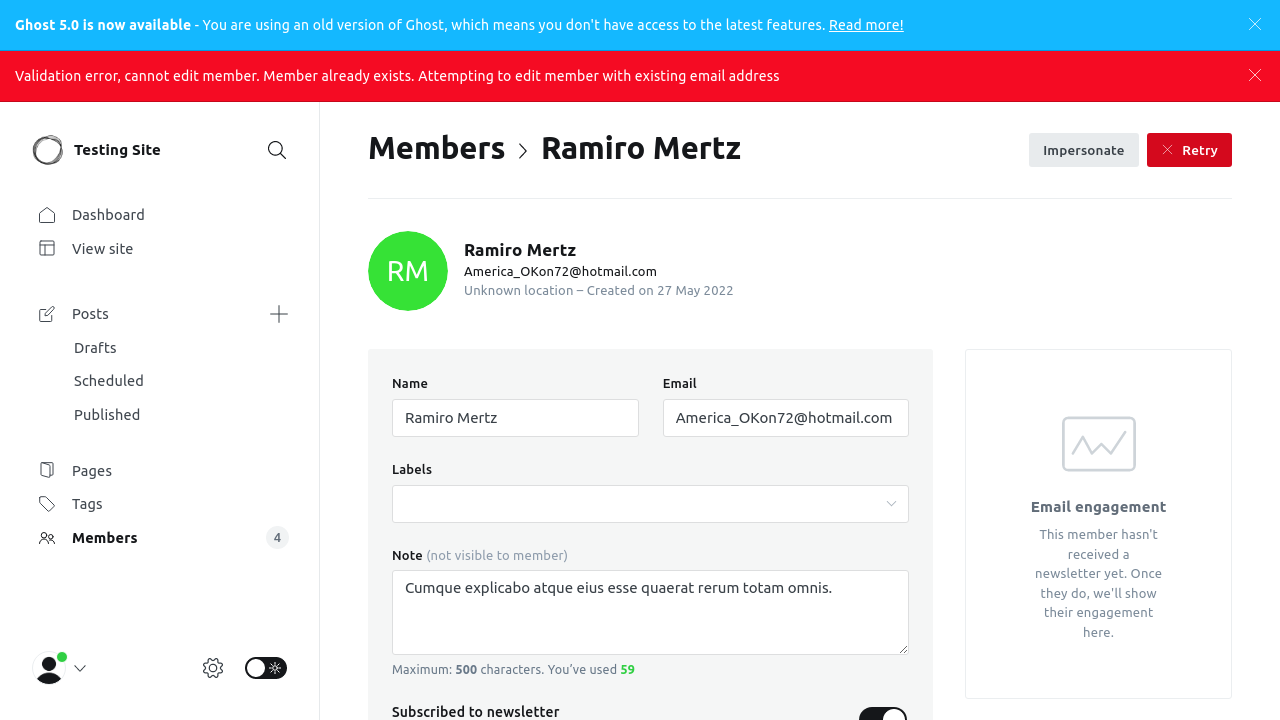 Ghost 5.0 is now available - You are using an old version of Ghost, which means you don't have access to the latest features. Read more!
Validation error, cannot edit member. Member already exists. Attempting to edit member with existing email address
Testing Site
Dashboard
View site
Posts
Drafts
Scheduled
Published
Pages
Tags
Members 4
Members Ramiro Mertz
Impersonate
Retry
RM
Ramiro Mertz
America_OKon72@hotmail.com
Unknown location – Created on 27 May 2022
Name
Ramiro Mertz
Email
America_OKon72@hotmail.com
Labels
Note (not visible to member)
Cumque explicabo atque eius esse quaerat rerum totam omnis.
Maximum: 500 characters. You've used 59
Subscribed to newsletter
Email engagement
This member hasn't
received a
newsletter yet. Once
they do, we'll show
their engagement
here.